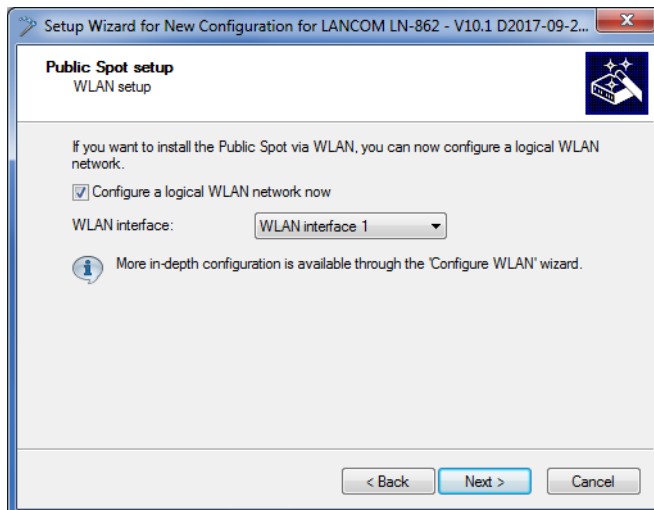 Setup Wizard for New Configuration for LANCOM LN-862 - V10.1 D2017-09-2...
Public Spot setup
WLAN setup
If you want to install the Public Spot via WLAN, you can now configure a logical WLAN
network.
Configure a logical WLAN network now
WLAN interface:
WLAN interface 1
More in-depth configuration is available through the 'Configure WLAN' wizard.
< Back
Next >
Cancel